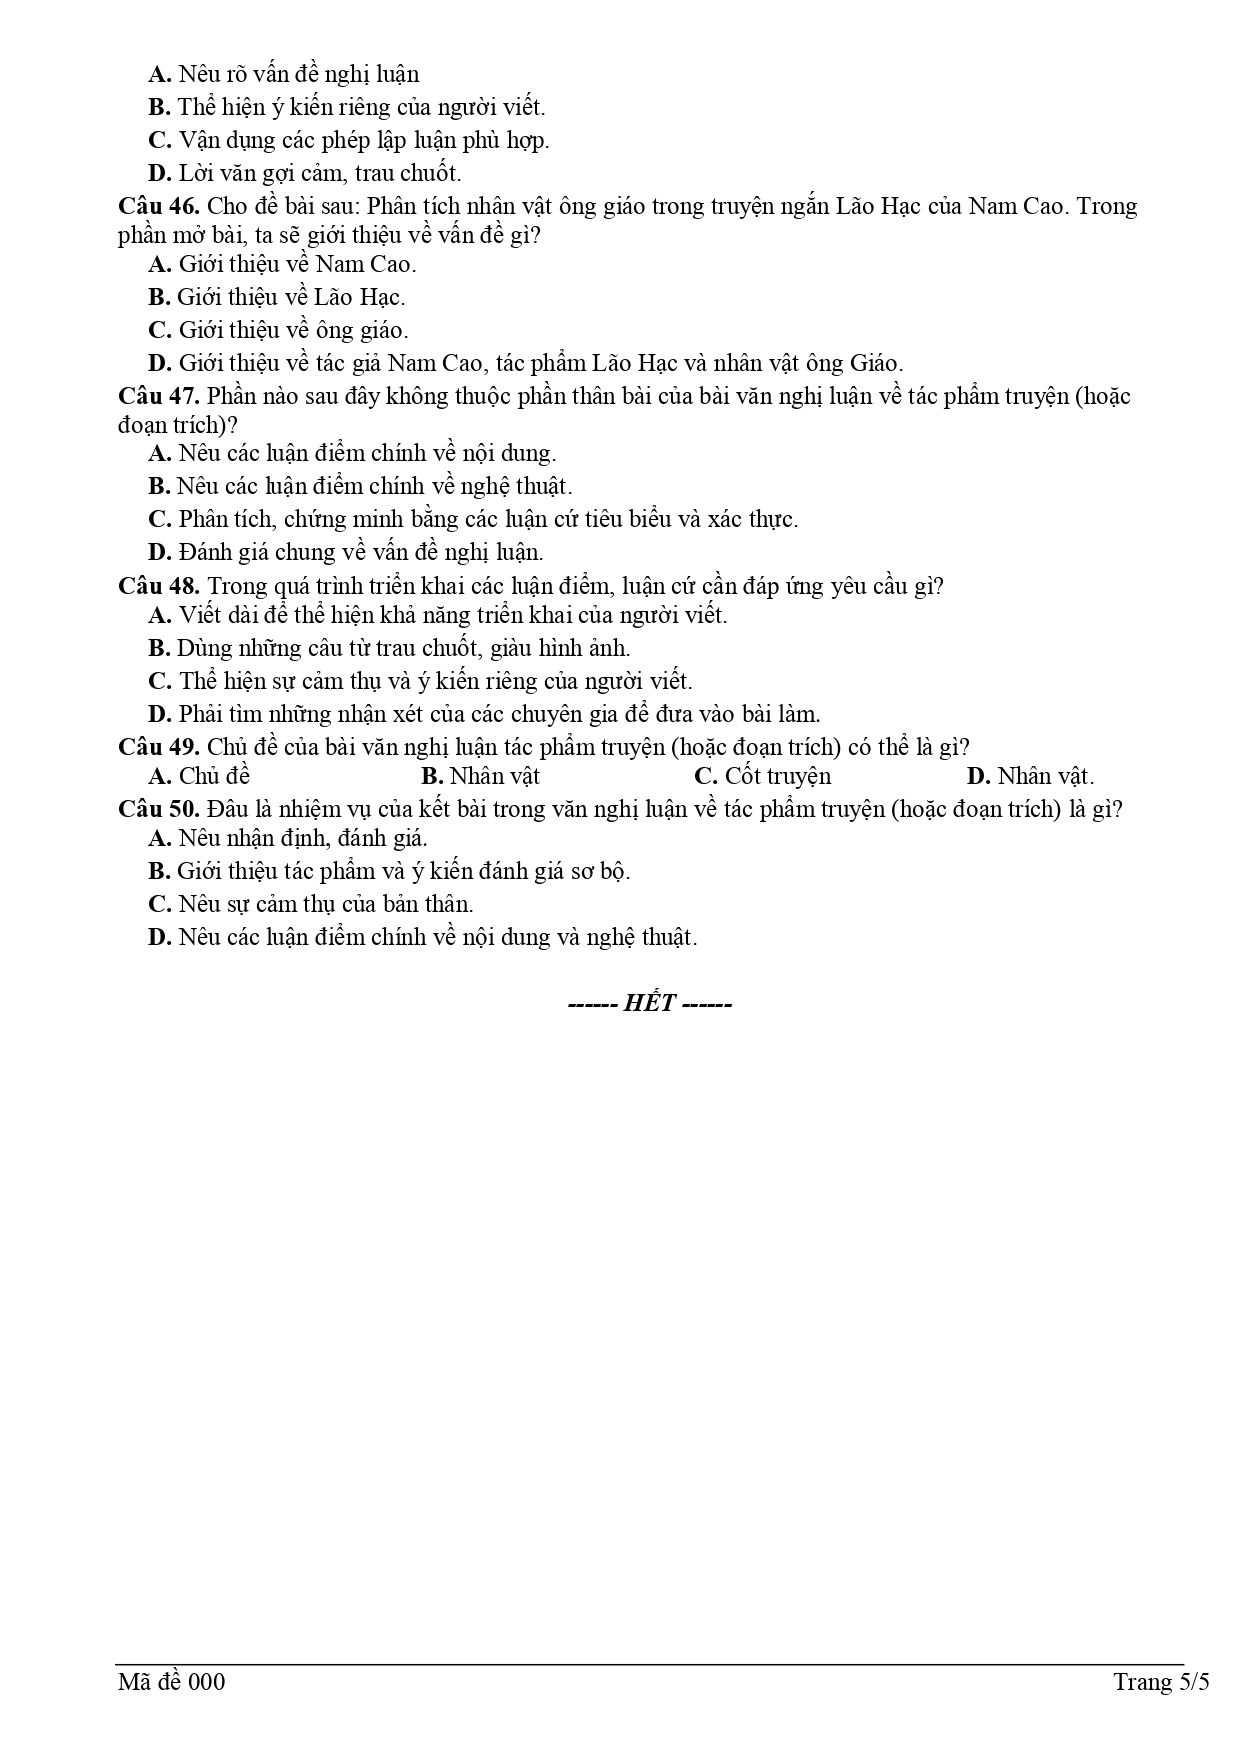 A. Nêu rõ vấn đề nghị luận
B. Thể hiện ý kiến riêng của người viết.
C. Vận dụng các phép lập luận phù hợp.
D. Lời văn gợi cảm, trau chuốt.
Câu 46. Cho đề bài sau: Phân tích nhân vật ông giáo trong truyện ngắn Lão Hạc của Nam Cao. Trong
phần mở bài, ta sẽ giới thiệu về vấn đề gì?
A. Giới thiệu về Nam Cao.
B. Giới thiệu về Lão Hạc.
C. Giới thiệu về ông giáo.
D. Giới thiệu về tác giả Nam Cao, tác phẩm Lão Hạc và nhân vật ông Giáo.
Câu 47. Phần nào sau đây không thuộc phần thân bài của bài văn nghị luận về tác phẩm truyện (hoặc
đoạn trích)?
A. Nêu các luận điểm chính về nội dung.
B. Nêu các luận điểm chính về nghệ thuật.
C. Phân tích, chứng minh bằng các luận cứ tiêu biểu và xác thực.
D. Đánh giá chung về vấn đề nghị luận.
Câu 48. Trong quá trình triển khai các luận điểm, luận cứ cần đáp ứng yêu cầu gì?
A. Viết dài để thể hiện khả năng triển khai của người viết.
B. Dùng những câu từ trau chuốt, giàu hình ảnh.
C. Thể hiện sự cảm thụ và ý kiến riêng của người viết.
D. Phải tìm những nhận xét của các chuyên gia để đưa vào bài làm.
Câu 49. Chủ đề của bài văn nghị luận tác phẩm truyện (hoặc đoạn trích) có thể là gì?
A. Chủ đề B. Nhân vật C. Cốt truyện D. Nhân vật.
Câu 50. Đâu là nhiệm vụ của kết bài trong văn nghị luận về tác phẩm truyện (hoặc đoạn trích) là gì?
A. Nêu nhận định, đánh giá.
B. Giới thiệu tác phẩm và ý kiến đánh giá sơ bộ.
C. Nêu sự cảm thụ của bản thân.
D. Nêu các luận điểm chính về nội dung và nghệ thuật.
------ HẾT ------
Mã đề 000 Trang 5/5